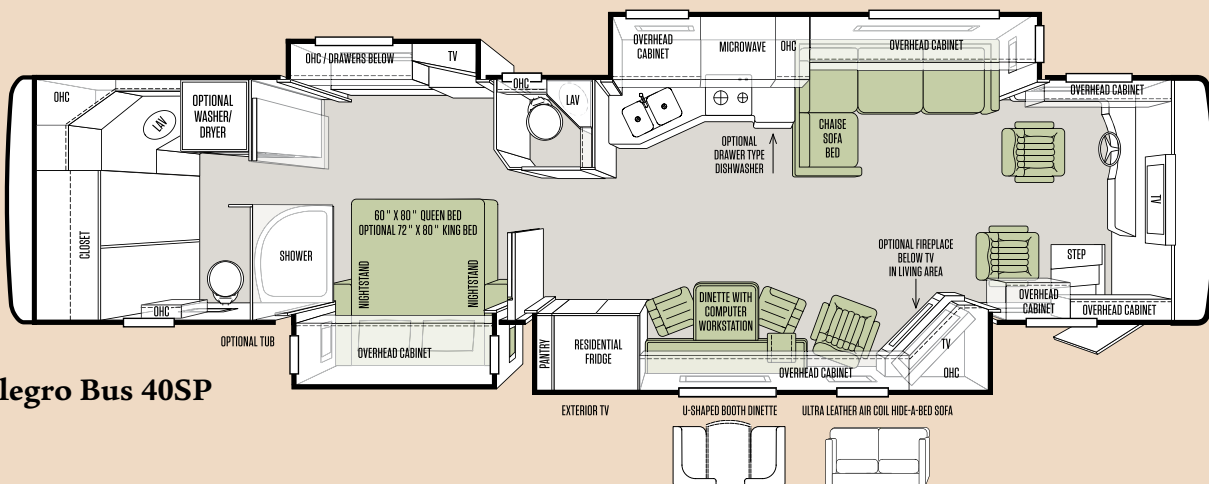 OHC
LAV
OPTIONAL
WASHER/
DRYER
OHC / DRAWERS BELOW
TV
OHC
LAV
OVERHEAD
CABINET
MICROWAVE
OHC
OVERHEAD CABINET
OVERHEAD CABINET
OPTIONAL
DRAWER TYPE
DISHWASHER
CHAISE
SOFA
BED
TV
CLOSET
SHOWER
60" X 80" QUEEN BED
OPTIONAL 72" X 80" KING BED
NIGHTSTAND
NIGHTSTAND
OVERHEAD CABINET
OHC
OPTIONAL TUB
OPTIONAL FIREPLACE
BELOW TV
IN LIVING AREA
STEP
OVERHEAD
CABINET
OVERHEAD CABINET
PANTRY
RESIDENTIAL
FRIDGE
DINETTE WITH
COMPUTER
WORKSTATION
OVERHEAD CABINET
TV
OHC
legro Bus 40SP
EXTERIOR TV
U-SHAPED BOOTH DINETTE
ULTRA LEATHER AIR COIL HIDE-A-BED SOFA